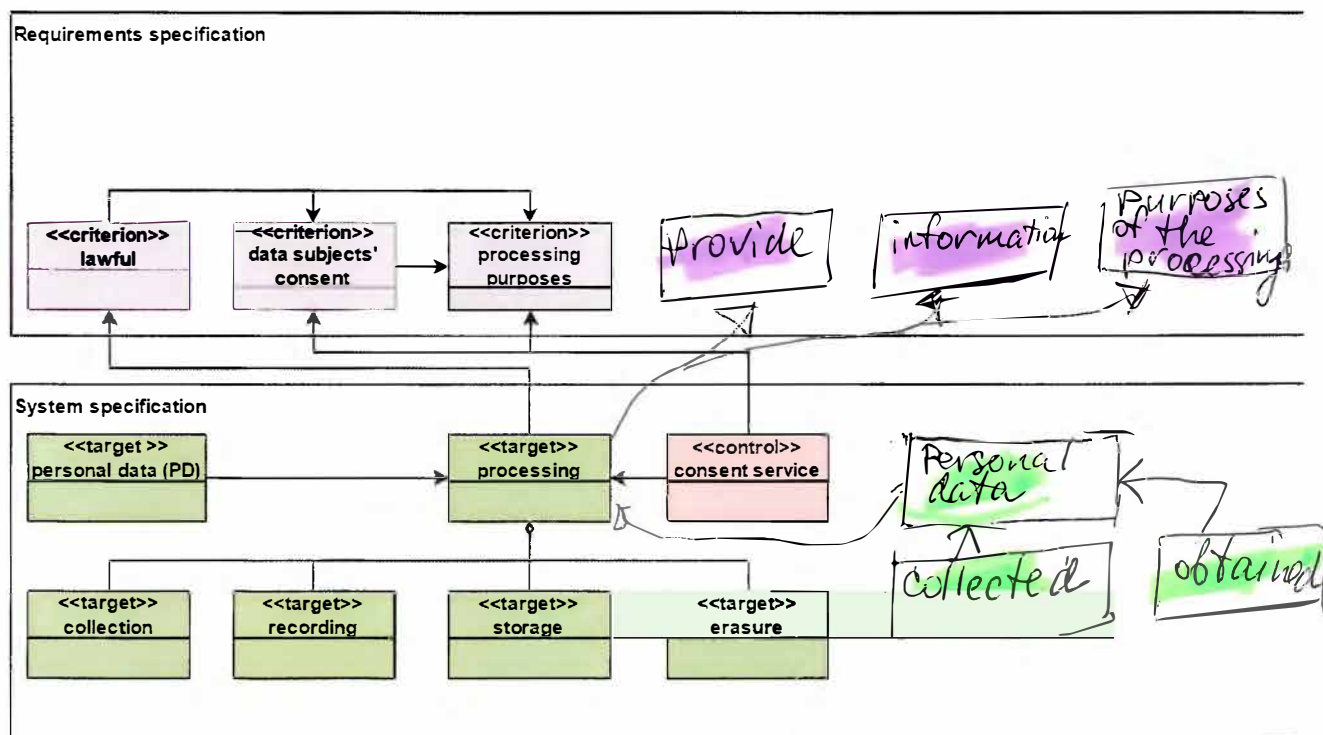 Requirements specification
<<criterion>>
lawful
<<criterion>>
data subjects'
consent
<<criterion>>
processing
purposes
Provide
information
Purposes
of the
processing
System specification
<<target >>
personal data (PD)
<<target>>
processing
<<control>>
consent service
Personal
data
<<target>>
collection
<<target>>
recording
<<target>>
storage
<<target>>
erasure
collected
obtained